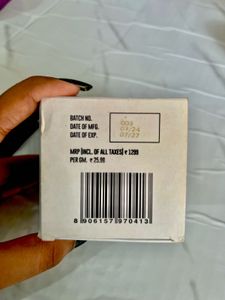 BATCH NO.
DATE OF MFG.
DATE OF EXP.
003
07/24
07/27
MRP (INCL. OF ALL TAXES) ₹ 1299
PER GM. ₹ 25.98
8 906157 970413